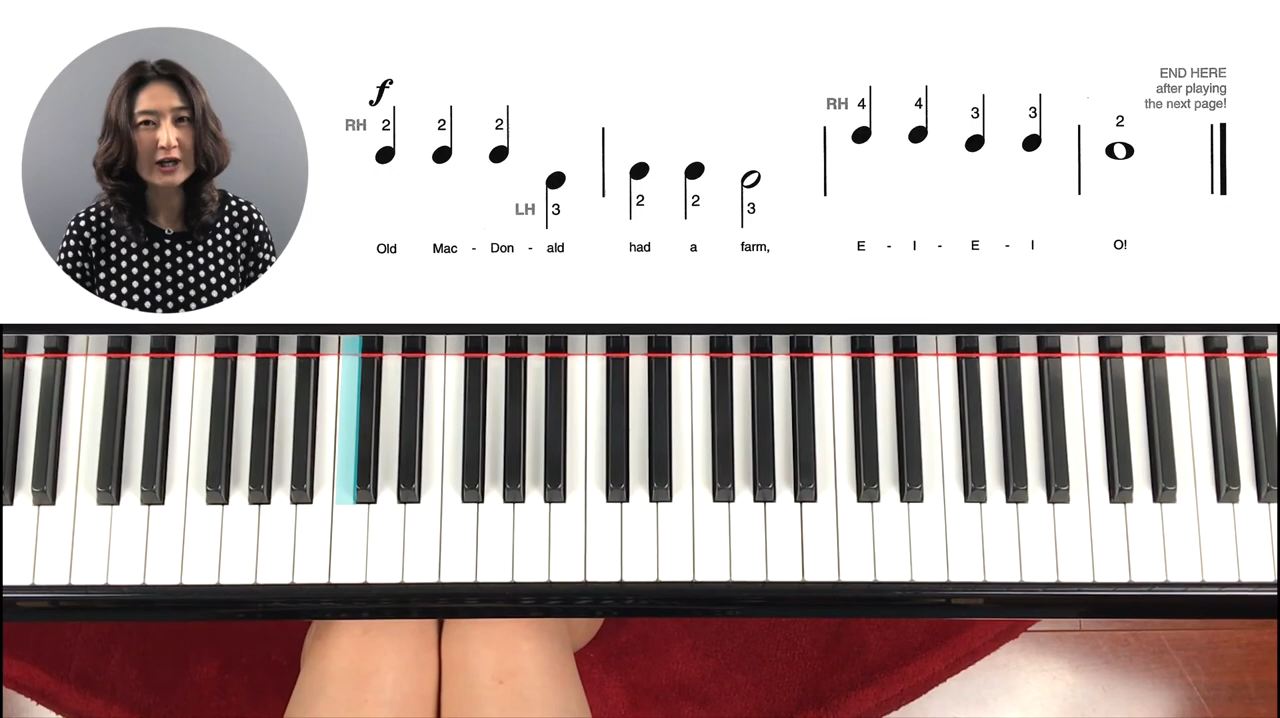 END HERE
after playing
the next page!
f
RH 2 2 2
LH 3 2 2 3
RH 4 4 3 3 2
Old Mac - Don - ald had a farm, E - I - E - I O!